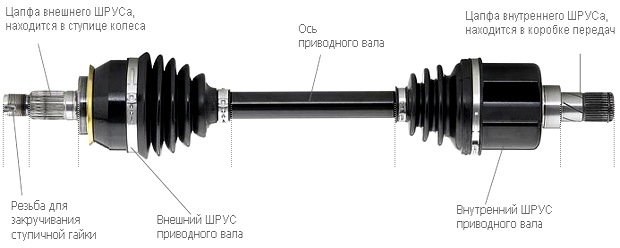 Цапфа внешнего ШРУСа,
находится в ступице колеса
Ось
приводного вала
Цапфа внутреннего ШРУСа,
находится в коробке передач
Резьба для
закручивания
ступичной гайки
Внешний ШРУС
приводного вала
Внутренний ШРУС
приводного вала